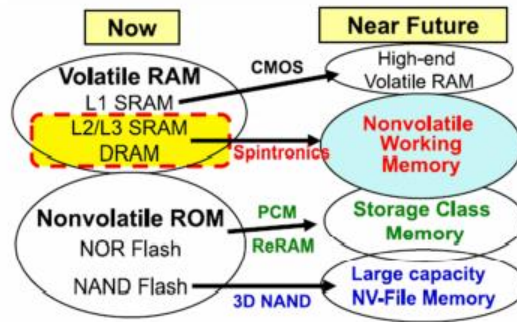 Now
Near Future
Volatile RAM
L1 SRAM
L2/L3 SRAM
DRAM
CMOS
High-end
Volatile RAM
Spintronics
Nonvolatile
Working
Memory
Nonvolatile ROM
NOR Flash
NAND Flash
PCM
ReRAM
Storage Class
Memory
3D NAND
Large capacity
NV-File Memory